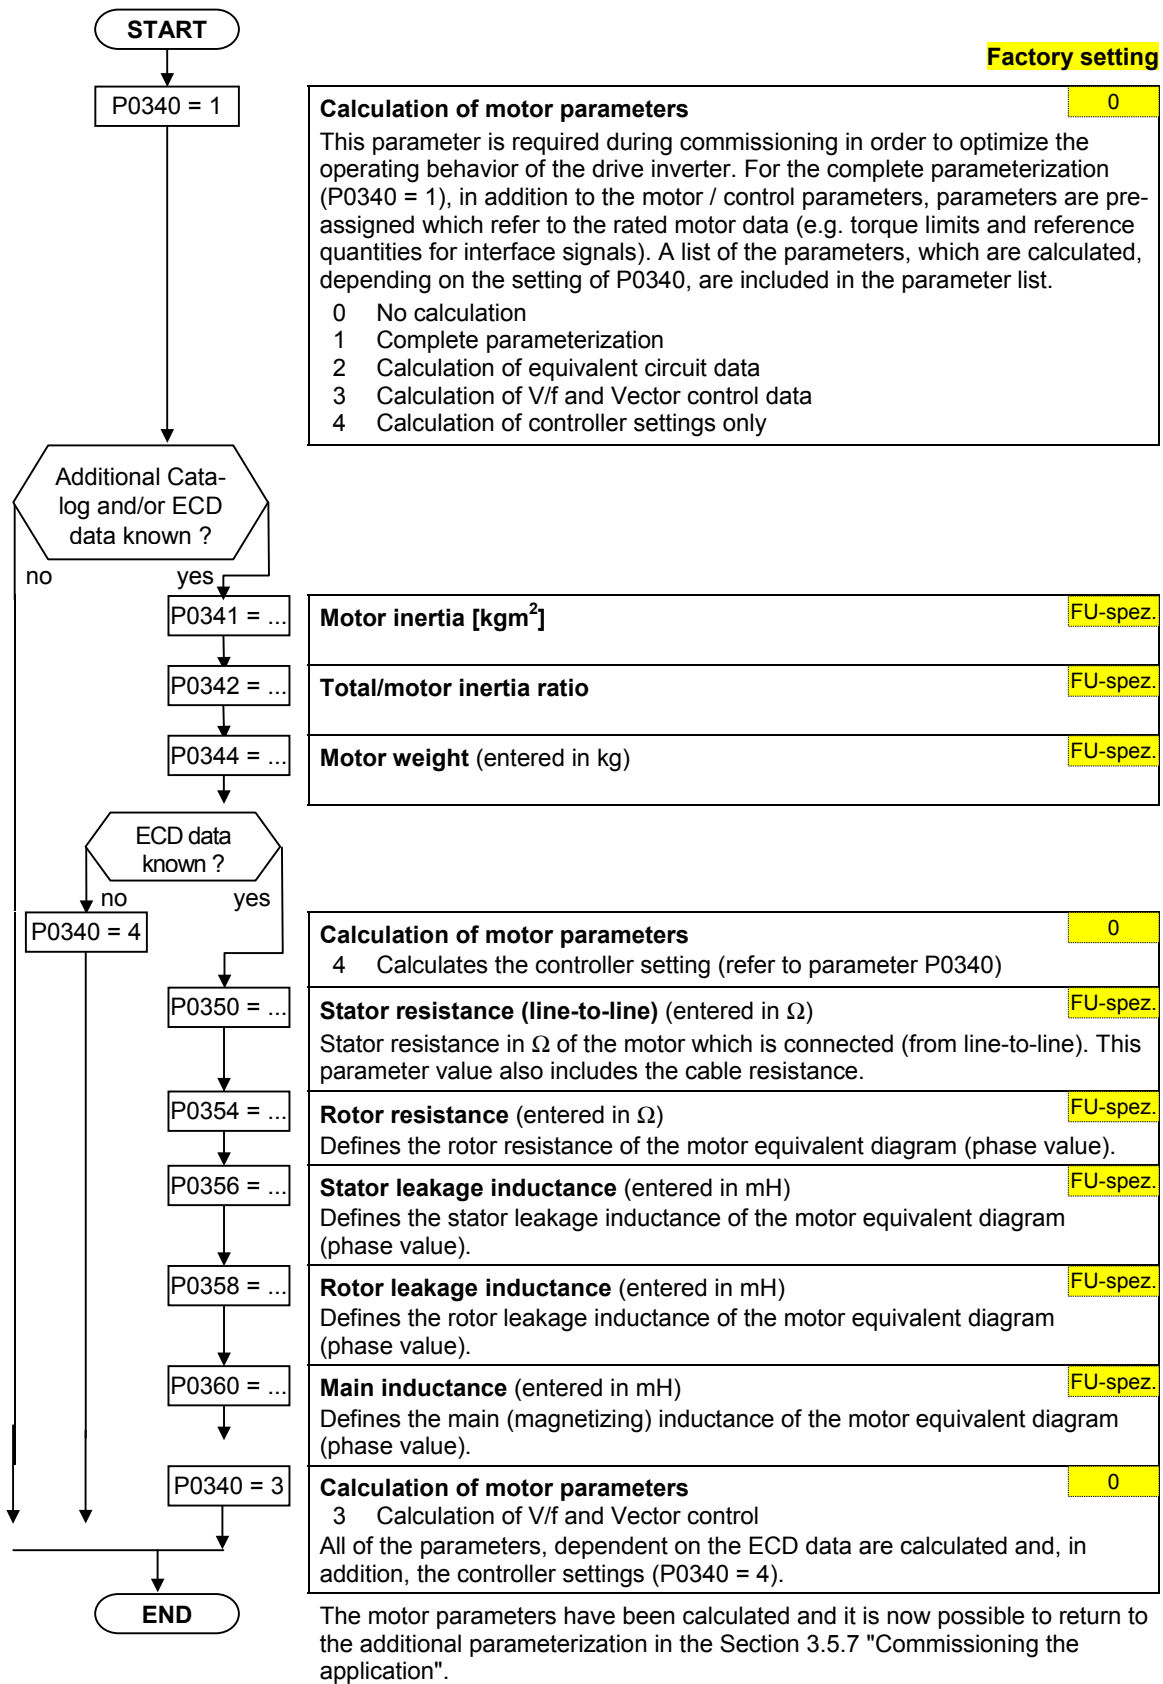 START
Factory setting
P0340 = 1
Calculation of motor parameters
0
This parameter is required during commissioning in order to optimize the
operating behavior of the drive inverter. For the complete parameterization
(P0340 = 1), in addition to the motor / control parameters, parameters are pre-
assigned which refer to the rated motor data (e.g. torque limits and reference
quantities for interface signals). A list of the parameters, which are calculated,
depending on the setting of P0340, are included in the parameter list.
0 No calculation
1 Complete parameterization
2 Calculation of equivalent circuit data
3 Calculation of V/f and Vector control data
4 Calculation of controller settings only
Additional Cata-
log and/or ECD
data known ?
no
yes
P0341 = ...
Motor inertia [kgm²]
FU-spez.
P0342 = ...
Total/motor inertia ratio
FU-spez.
P0344 = ...
Motor weight (entered in kg)
FU-spez.
ECD data
known ?
no
yes
P0340 = 4
Calculation of motor parameters
0
4 Calculates the controller setting (refer to parameter P0340)
P0350 = ...
Stator resistance (line-to-line) (entered in Ω)
FU-spez.
Stator resistance in Ω of the motor which is connected (from line-to-line). This
parameter value also includes the cable resistance.
P0354 = ...
Rotor resistance (entered in Ω)
FU-spez.
Defines the rotor resistance of the motor equivalent diagram (phase value).
P0356 = ...
Stator leakage inductance (entered in mH)
FU-spez.
Defines the stator leakage inductance of the motor equivalent diagram
(phase value).
P0358 = ...
Rotor leakage inductance (entered in mH)
FU-spez.
Defines the rotor leakage inductance of the motor equivalent diagram
(phase value).
P0360 = ...
Main inductance (entered in mH)
FU-spez.
Defines the main (magnetizing) inductance of the motor equivalent diagram
(phase value).
P0340 = 3
Calculation of motor parameters
0
3 Calculation of V/f and Vector control
All of the parameters, dependent on the ECD data are calculated and, in
addition, the controller settings (P0340 = 4).
END
The motor parameters have been calculated and it is now possible to return to
the additional parameterization in the Section 3.5.7 "Commissioning the
application".